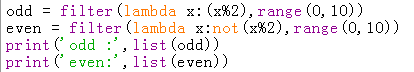 odd = filter(lambda x:(x%2),range(0,10))
even = filter(lambda x:not(x%2),range(0,10))
print('odd :',list(odd))
print('even:',list(even))